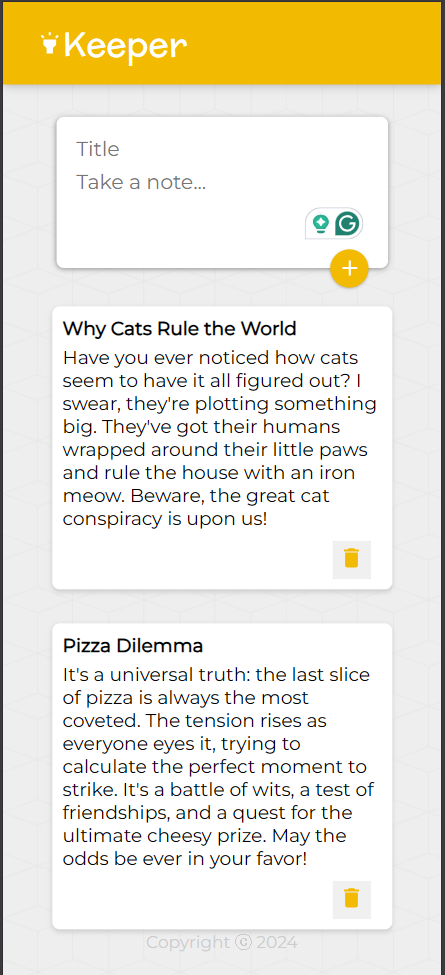 Keeper
Title
Take a note...
Why Cats Rule the World
Have you ever noticed how cats
seem to have it all figured out? I
swear, they're plotting something
big. They've got their humans
wrapped around their little paws
and rule the house with an iron
meow. Beware, the great cat
conspiracy is upon us!
Pizza Dilemma
It's a universal truth: the last slice
of pizza is always the most
coveted. The tension rises as
everyone eyes it, trying to
calculate the perfect moment to
strike. It's a battle of wits, a test of
friendships, and a quest for the
ultimate cheesy prize. May the
odds be ever in your favor!
Copyright ⓒ 2024